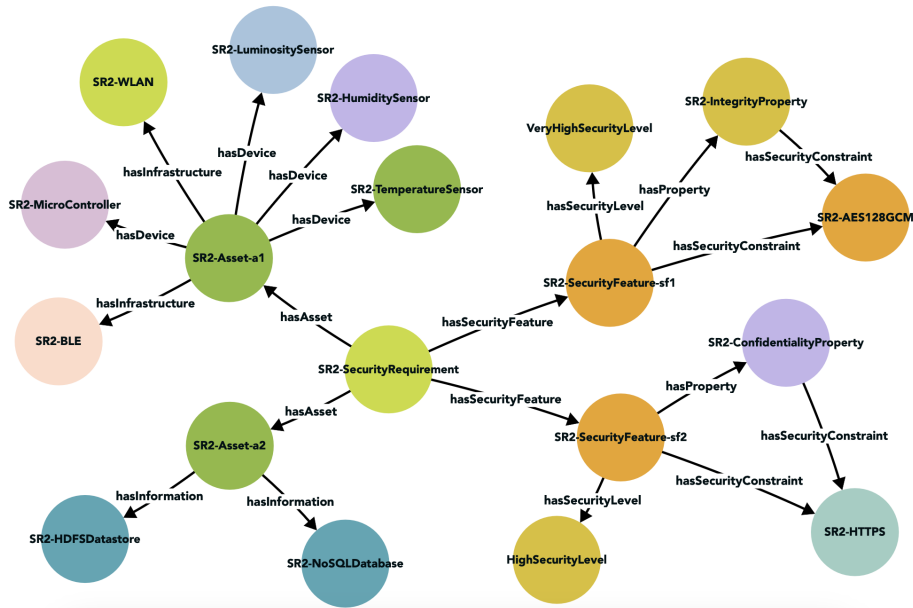 SR2-LuminositySensor
SR2-WLAN
SR2-HumiditySensor
SR2-IntegrityProperty
VeryHighSecurityLevel
hasDevice
hasSecurityConstraint
hasInfrastructure
hasDevice
SR2-TemperatureSensor
hasProperty
SR2-MicroController
hasSecurityLevel
SR2-AES128GCM
hasDevice
hasDevice
hasSecurityConstraint
SR2-Asset-a1
SR2-SecurityFeature-sf1
hasInfrastructure
hasAsset
hasSecurityFeature
SR2-BLE
SR2-ConfidentialityProperty
SR2-SecurityRequirement
hasProperty
hasSecurityFeature
hasAsset
SR2-Asset-a2
SR2-SecurityFeature-sf2
hasSecurityConstraint
hasSecurityConstraint
hasInformation
hasInformation
hasSecurityLevel
SR2-HDFSDatastore
SR2-HTTPS
SR2-NoSQLDatabase
HighSecurityLevel